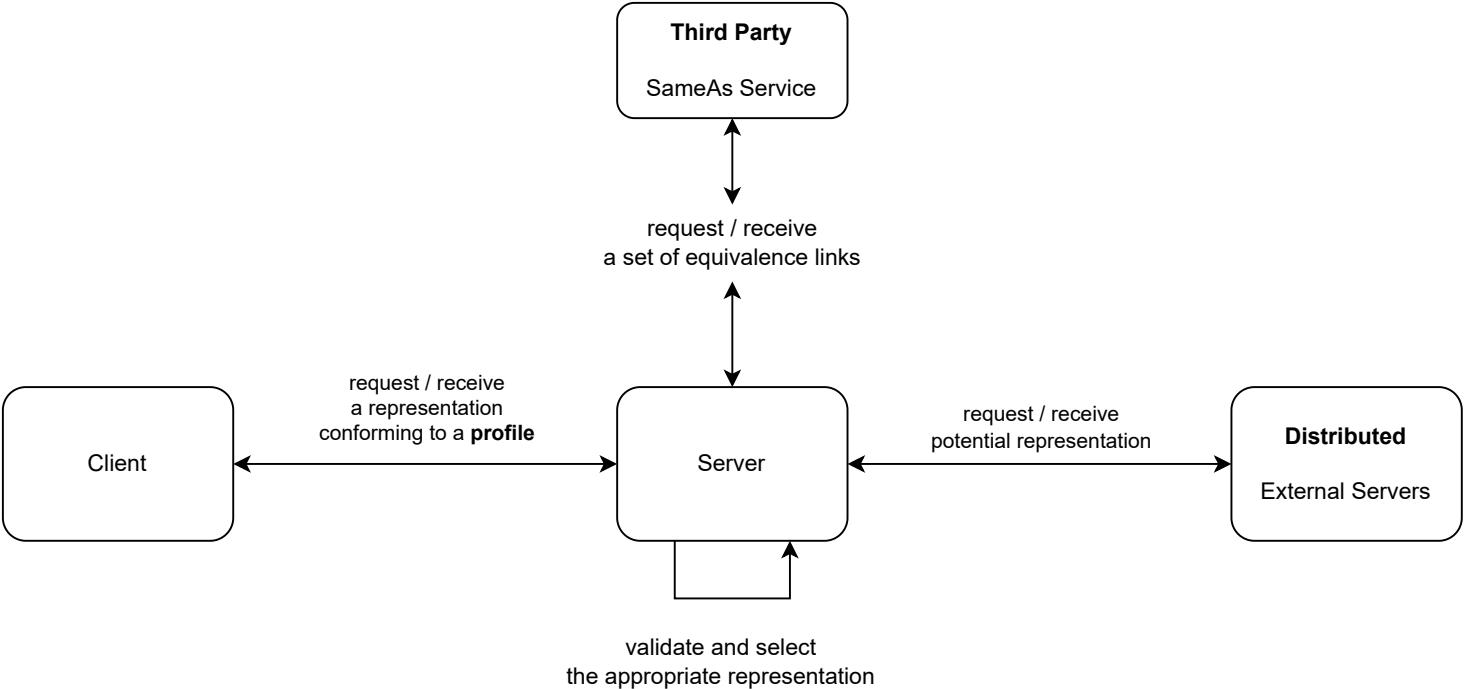 Third Party
SameAs Service
request / receive
a set of equivalence links
request / receive
a representation
conforming to a profile
Client
Server
request / receive
potential representation
Distributed
External Servers
validate and select
the appropriate representation